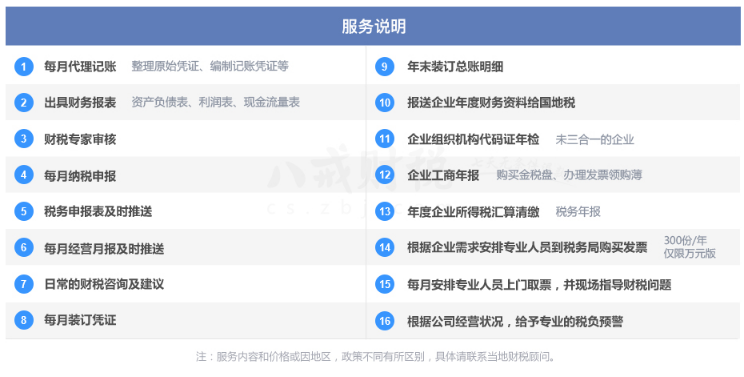 服务说明
1 每月代理记账 整理原始凭证、编制记账凭证等
2 出具财务报表 资产负债表、利润表、现金流量表
3 财税专家审核
4 每月纳税申报
5 税务申报表及时推送
6 每月经营月报及时推送
7 日常的财税咨询及建议
8 每月装订凭证
9 年末装订总账明细
10 报送企业年度财务资料给国地税
11 企业组织机构代码证年检 未三合一的企业
12 企业工商年报 购买金税盘、办理发票领购薄
13 年度企业所得税汇算清缴 税务年报
14 根据企业需求安排专业人员到税务局购买发票 300份/年
仅限万元版
15 每月安排专业人员上门取票，并现场指导财税问题
16 根据公司经营状况，给予专业的税负预警
八戒财税
注：服务内容和价格或因地区，政策不同有所区别，具体请联系当地财税顾问。